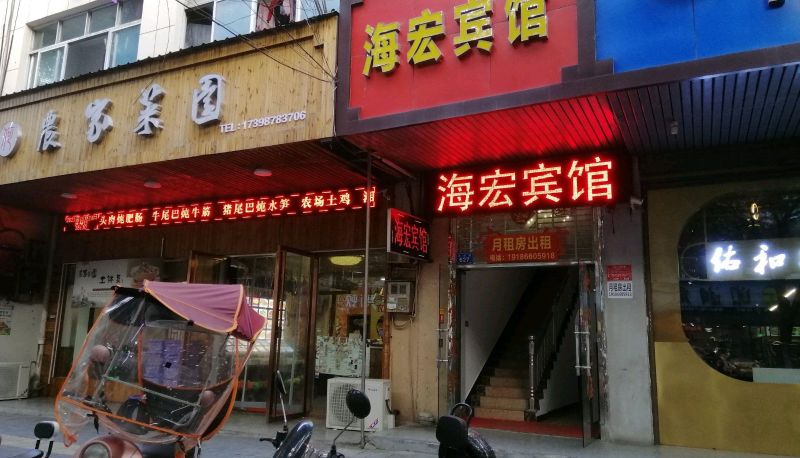 海宏宾馆
農家菜园
TEL:17398783706
头肉炖肥肠 牛尾巴炖牛筋 猪尾巴炖水笋 农场土鸡
海宏宾馆
海宏宾馆
月租房出租
电话:19186605918
月租房出租
佑和